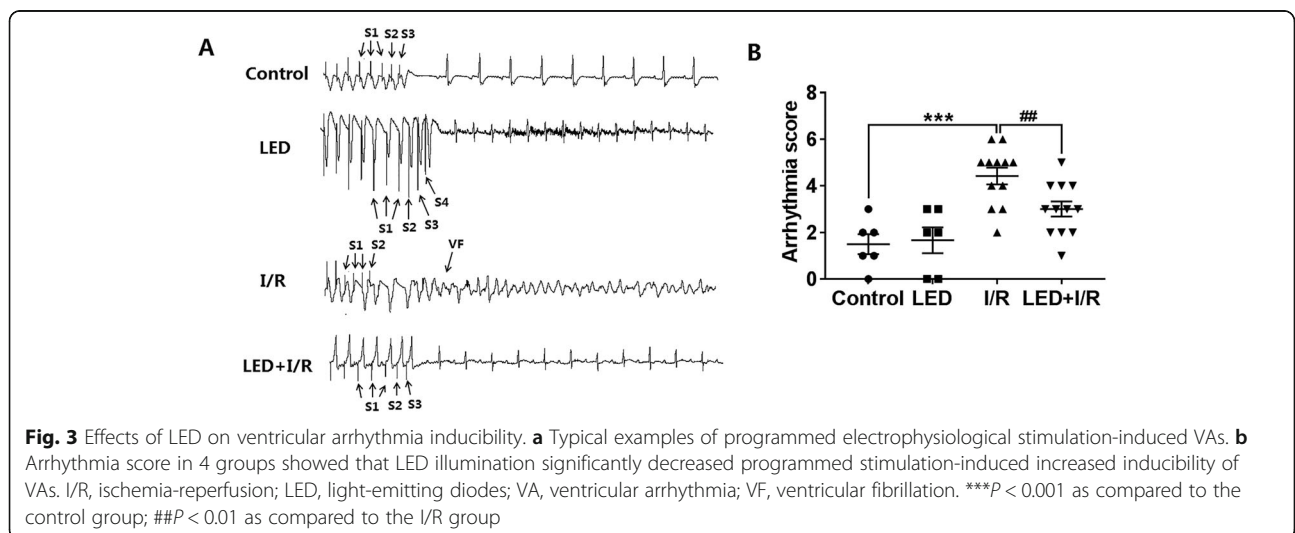 A
S1 S2 S3
Control
LED
S1 S2 S3 S4
S1 S2
VF
I/R
LED+I/R
S1 S2 S3
B
Arrhythmia score
8
6
4
2
0
***
##
Control LED I/R LED+I/R
Fig. 3 Effects of LED on ventricular arrhythmia inducibility. a Typical examples of programmed electrophysiological stimulation-induced VAs. b
Arrhythmia score in 4 groups showed that LED illumination significantly decreased programmed stimulation-induced increased inducibility of
VAs. I/R, ischemia-reperfusion; LED, light-emitting diodes; VA, ventricular arrhythmia; VF, ventricular fibrillation. ***P < 0.001 as compared to the
control group; ##P < 0.01 as compared to the I/R group